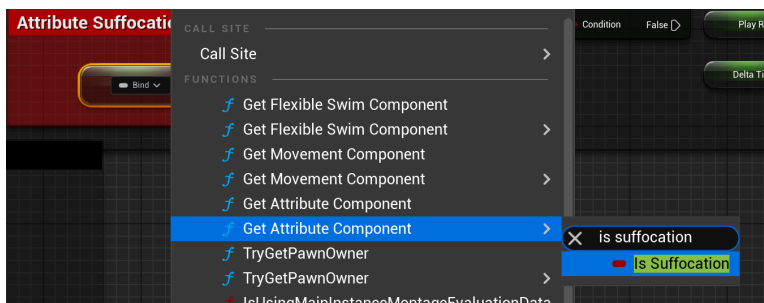 Attribute Suffocati
Bind
CALL SITE
Call Site
FUNCTIONS
Get Flexible Swim Component
Get Flexible Swim Component
Get Movement Component
Get Movement Component
Get Attribute Component
Get Attribute Component
TryGetPawnOwner
TryGetPawnOwner
IsUsingMainInstanceMontageEvaluationData
Condition False
Play R
Delta Ti
is suffocation
Is Suffocation